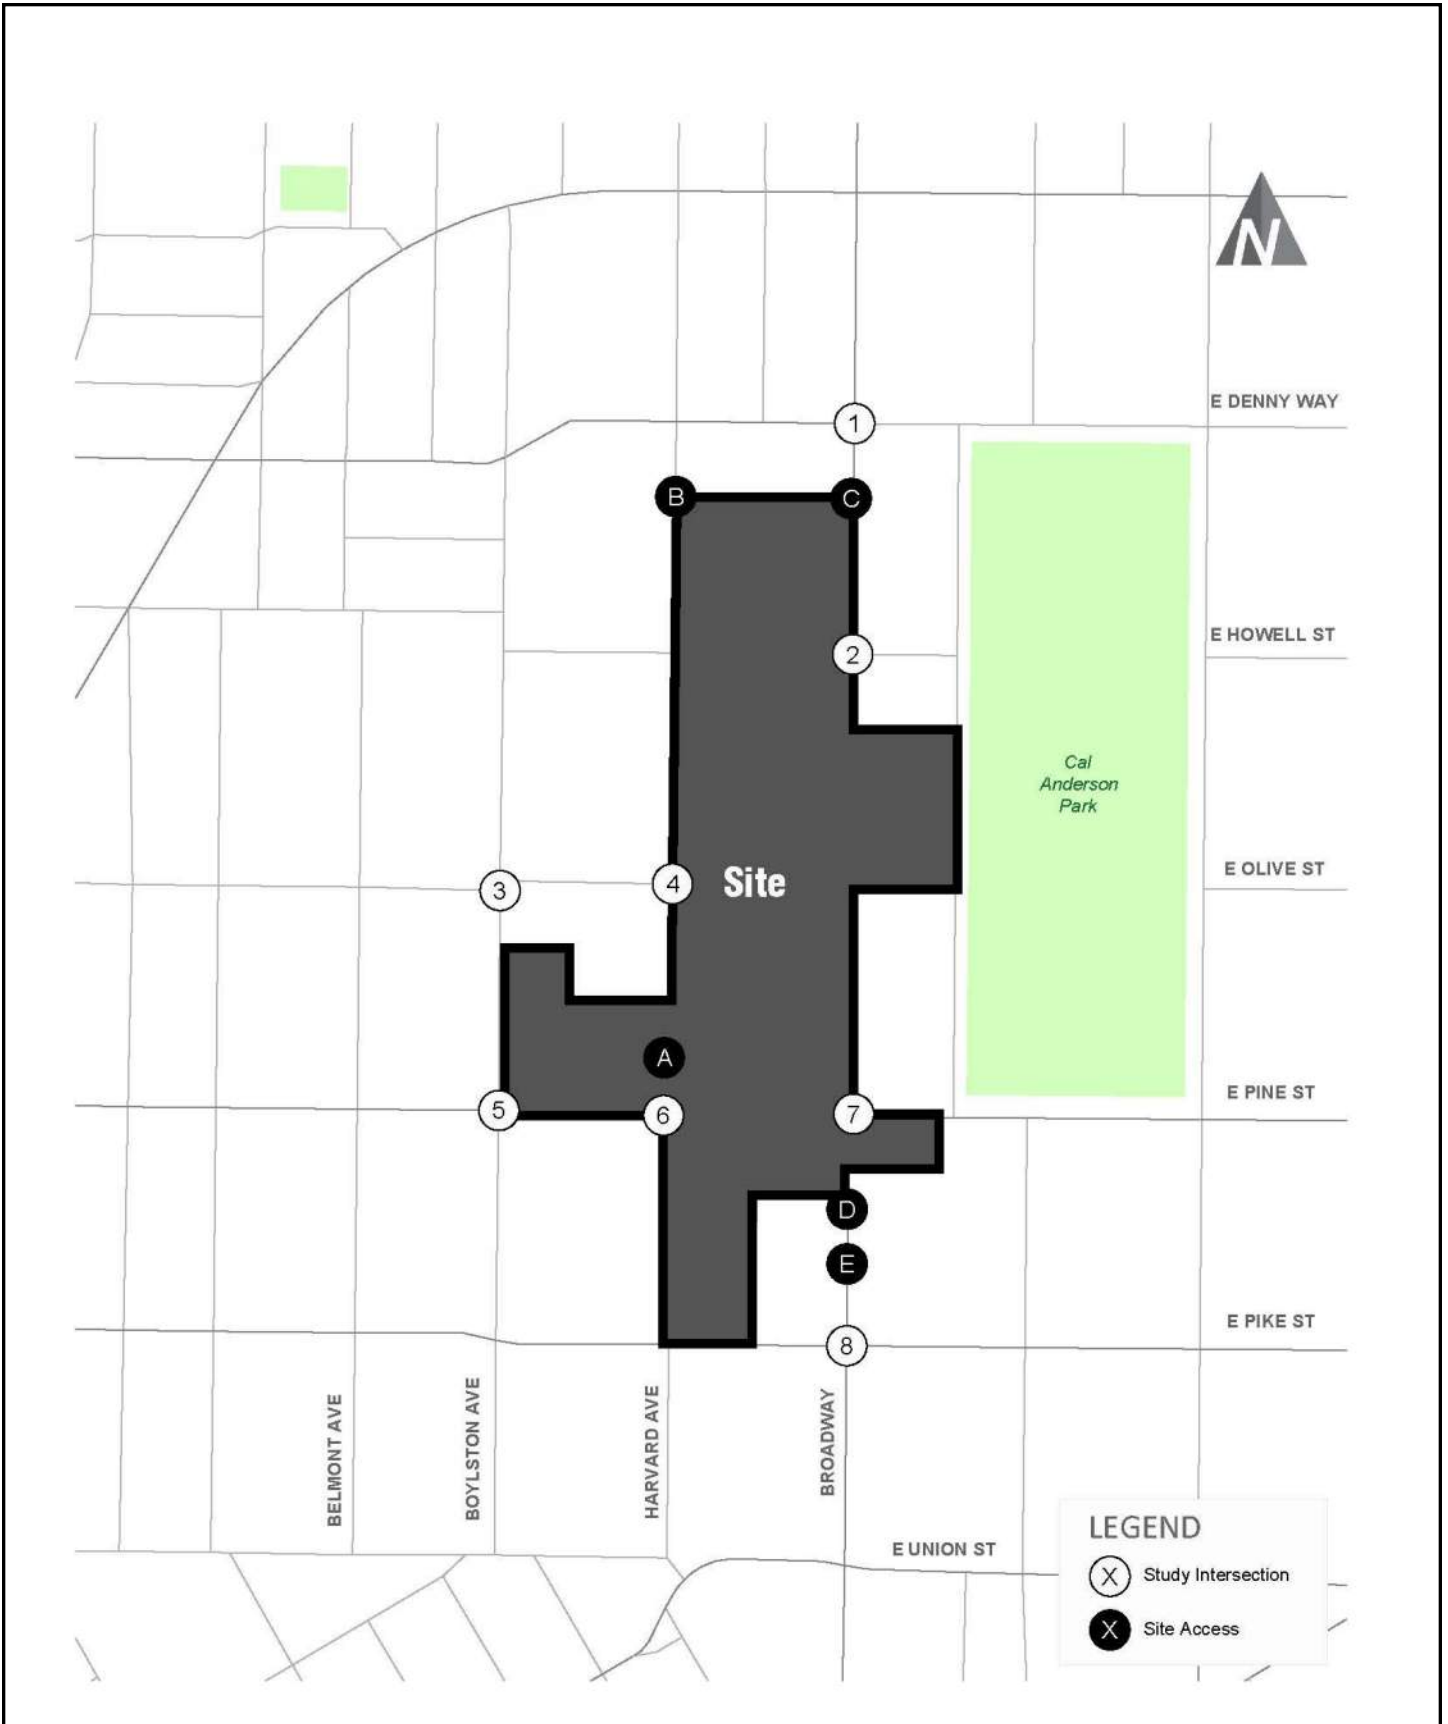 N
E DENNY WAY
1
B
C
E HOWELL ST
2
Cal
Anderson
Park
E OLIVE ST
3
4
Site
A
E PINE ST
5
6
7
D
E
E PIKE ST
8
BELMONT AVE
BOYLSTON AVE
HARVARD AVE
BROADWAY
E UNION ST
LEGEND
X Study Intersection
X Site Access